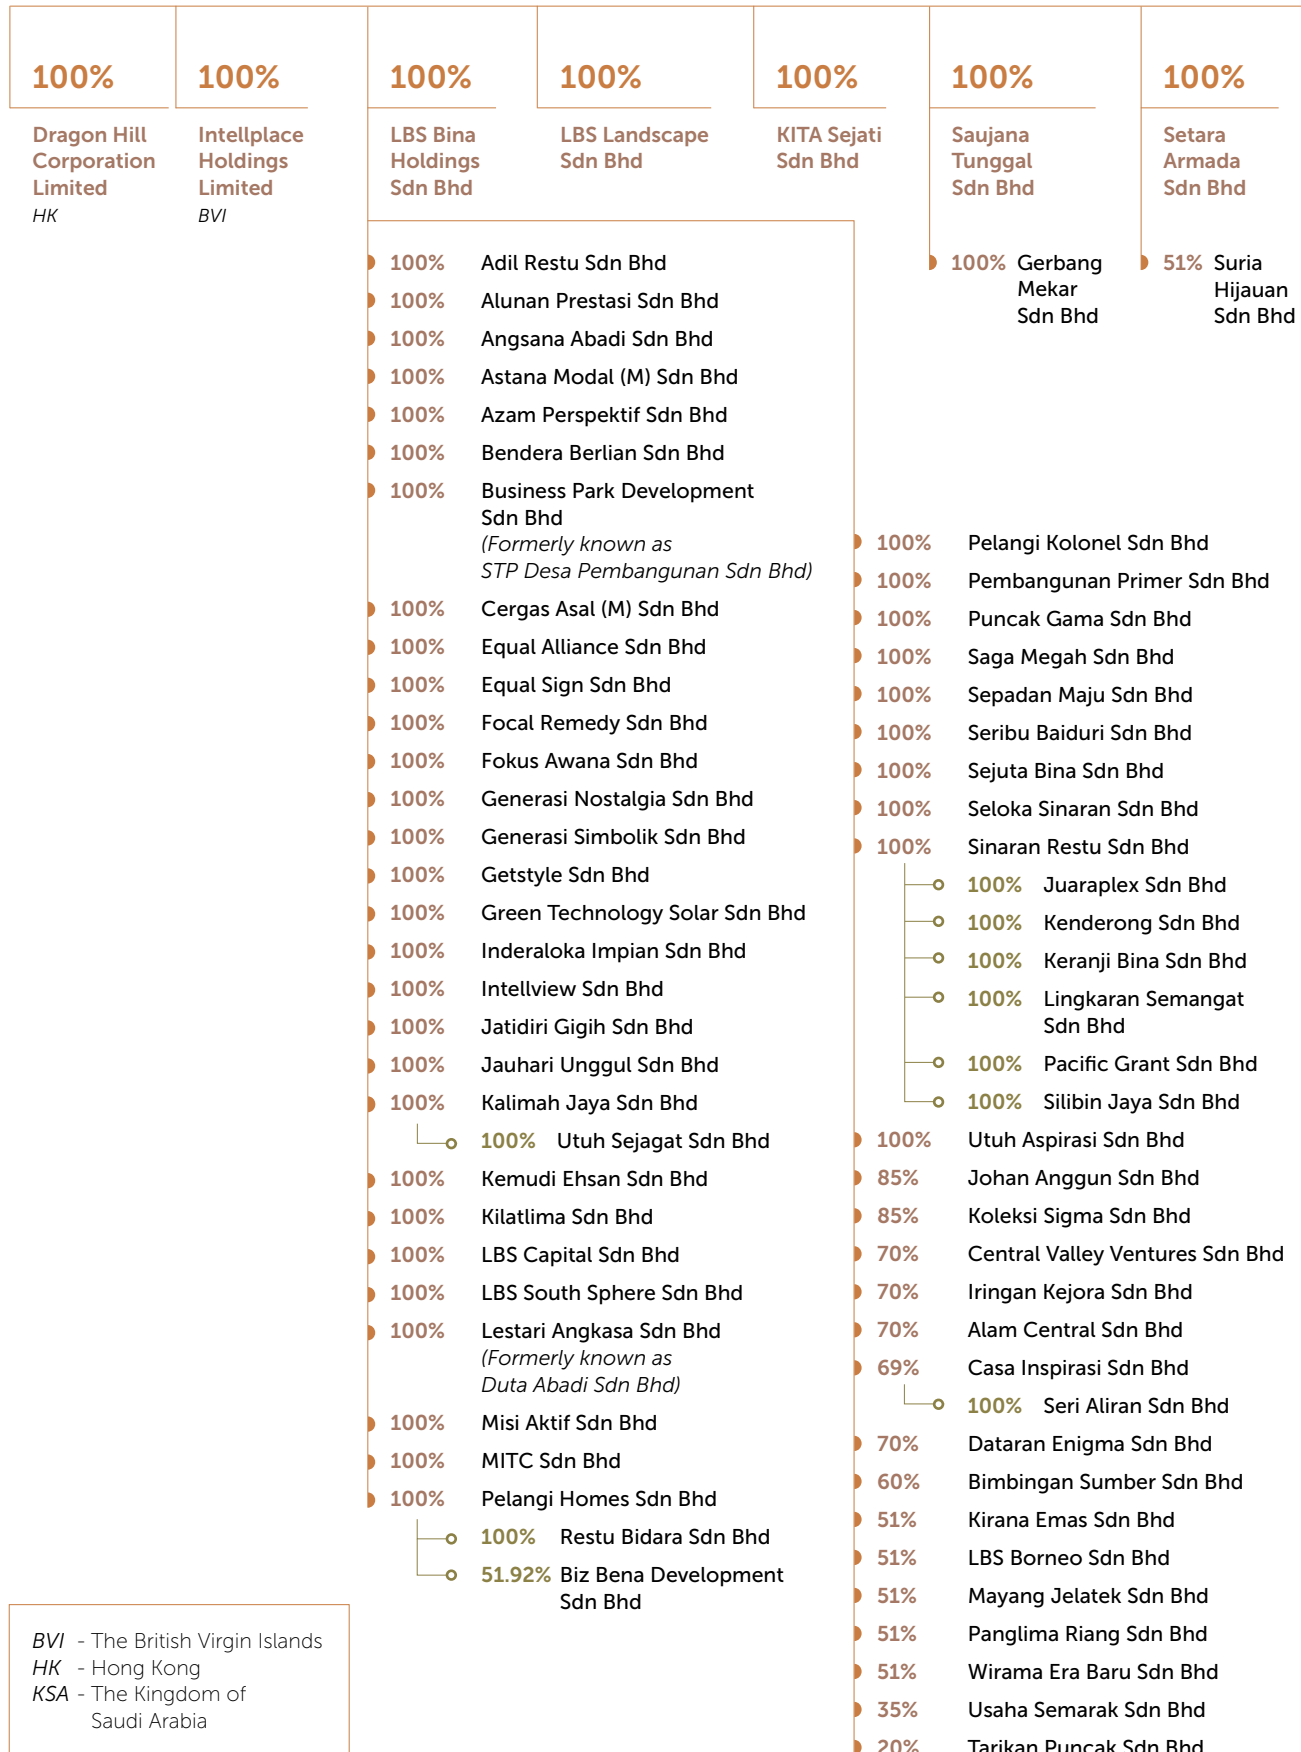 100%
Dragon Hill
Corporation
Limited
HK
100%
Intellplace
Holdings
Limited
BVI
100%
LBS Bina
Holdings
Sdn Bhd
100%
LBS Landscape
Sdn Bhd
100%
KITA Sejati
Sdn Bhd
100%
Saujana
Tunggal
Sdn Bhd
100% Gerbang
Mekar
Sdn Bhd
100%
Setara
Armada
Sdn Bhd
51% Suria
Hijauan
Sdn Bhd
100% Adil Restu Sdn Bhd
100% Alunan Prestasi Sdn Bhd
100% Angsana Abadi Sdn Bhd
100% Astana Modal (M) Sdn Bhd
100% Azam Perspektif Sdn Bhd
100% Bendera Berlian Sdn Bhd
100% Business Park Development
Sdn Bhd
(Formerly known as
STP Desa Pembangunan Sdn Bhd)
100% Cergas Asal (M) Sdn Bhd
100% Equal Alliance Sdn Bhd
100% Equal Sign Sdn Bhd
100% Focal Remedy Sdn Bhd
100% Fokus Awana Sdn Bhd
100% Generasi Nostalgia Sdn Bhd
100% Generasi Simbolik Sdn Bhd
100% Getstyle Sdn Bhd
100% Green Technology Solar Sdn Bhd
100% Inderaloka Impian Sdn Bhd
100% Intellview Sdn Bhd
100% Jatidiri Gigih Sdn Bhd
100% Jauhari Unggul Sdn Bhd
100% Kalimah Jaya Sdn Bhd
100% Utuh Sejagat Sdn Bhd
100% Kemudi Ehsan Sdn Bhd
100% Kilatlima Sdn Bhd
100% LBS Capital Sdn Bhd
100% LBS South Sphere Sdn Bhd
100% Lestari Angkasa Sdn Bhd
(Formerly known as
Duta Abadi Sdn Bhd)
100% Misi Aktif Sdn Bhd
100% MITC Sdn Bhd
100% Pelangi Homes Sdn Bhd
100% Restu Bidara Sdn Bhd
51.92% Biz Bena Development
Sdn Bhd
100% Pelangi Kolonel Sdn Bhd
100% Pembangunan Primer Sdn Bhd
100% Puncak Gama Sdn Bhd
100% Saga Megah Sdn Bhd
100% Sepadan Maju Sdn Bhd
100% Seribu Baiduri Sdn Bhd
100% Sejuta Bina Sdn Bhd
100% Seloka Sinaran Sdn Bhd
100% Sinaran Restu Sdn Bhd
100% Juaraplex Sdn Bhd
100% Kenderong Sdn Bhd
100% Keranji Bina Sdn Bhd
100% Lingkaran Semangat
Sdn Bhd
100% Pacific Grant Sdn Bhd
100% Silibin Jaya Sdn Bhd
100% Utuh Aspirasi Sdn Bhd
85% Johan Anggun Sdn Bhd
85% Koleksi Sigma Sdn Bhd
70% Central Valley Ventures Sdn Bhd
70% Iringan Kejora Sdn Bhd
70% Alam Central Sdn Bhd
69% Casa Inspirasi Sdn Bhd
100% Seri Aliran Sdn Bhd
70% Dataran Enigma Sdn Bhd
60% Bimbingan Sumber Sdn Bhd
51% Kirana Emas Sdn Bhd
51% LBS Borneo Sdn Bhd
51% Mayang Jelatek Sdn Bhd
51% Panglima Riang Sdn Bhd
51% Wirama Era Baru Sdn Bhd
35% Usaha Semarak Sdn Bhd
20% Tarikan Puncak Sdn Bhd
BVI - The British Virgin Islands
HK - Hong Kong
KSA - The Kingdom of
Saudi Arabia